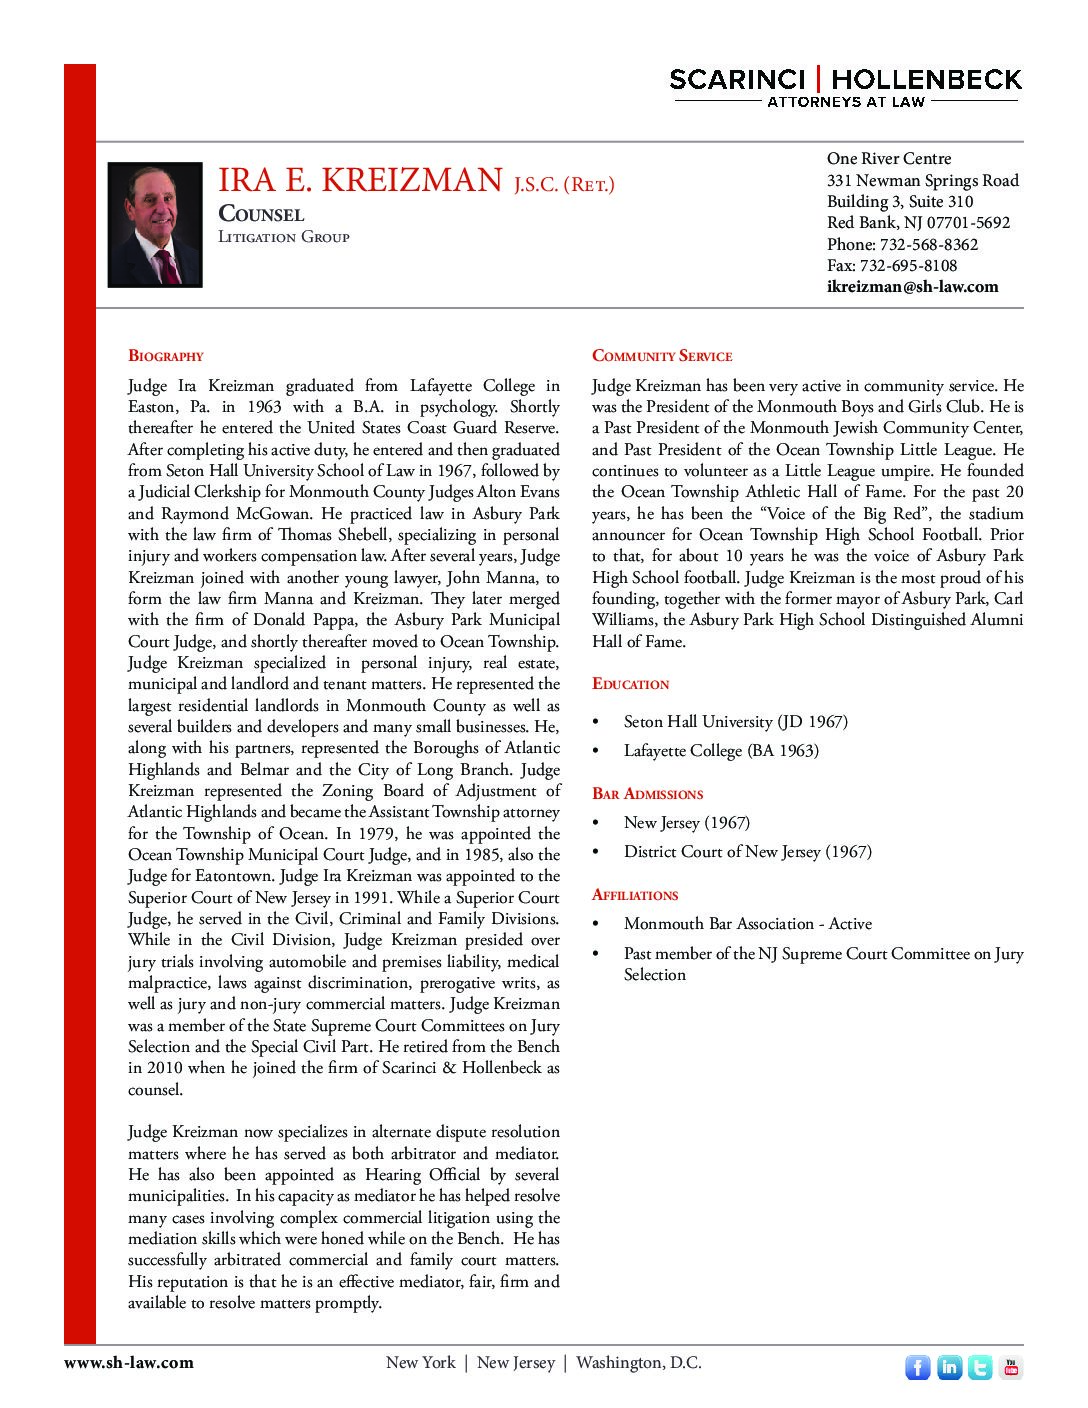 SCARINCI | HOLLENBECK
ATTORNEYS AT LAW
IRA E. KREIZMAN J.S.C. (Ret.)
Counsel
Litigation Group
One River Centre
331 Newman Springs Road
Building 3, Suite 310
Red Bank, NJ 07701-5692
Phone: 732-568-8362
Fax: 732-695-8108
ikreizman@sh-law.com
Biography
Judge Ira Kreizman graduated from Lafayette College in
Easton, Pa. in 1963 with a B.A. in psychology. Shortly
thereafter he entered the United States Coast Guard Reserve.
After completing his active duty, he entered and then graduated
from Seton Hall University School of Law in 1967, followed by
a Judicial Clerkship for Monmouth County Judges Alton Evans
and Raymond McGowan. He practiced law in Asbury Park
with the law firm of Thomas Shebell, specializing in personal
injury and workers compensation law. After several years, Judge
Kreizman joined with another young lawyer, John Manna, to
form the law firm Manna and Kreizman. They later merged
with the firm of Donald Pappa, the Asbury Park Municipal
Court Judge, and shortly thereafter moved to Ocean Township.
Judge Kreizman specialized in personal injury, real estate,
municipal and landlord and tenant matters. He represented the
largest residential landlords in Monmouth County as well as
several builders and developers and many small businesses. He,
along with his partners, represented the Boroughs of Atlantic
Highlands and Belmar and the City of Long Branch. Judge
Kreizman represented the Zoning Board of Adjustment of
Atlantic Highlands and became the Assistant Township attorney
for the Township of Ocean. In 1979, he was appointed the
Ocean Township Municipal Court Judge, and in 1985, also the
Judge for Eatontown. Judge Ira Kreizman was appointed to the
Superior Court of New Jersey in 1991. While a Superior Court
Judge, he served in the Civil, Criminal and Family Divisions.
While in the Civil Division, Judge Kreizman presided over
jury trials involving automobile and premises liability, medical
malpractice, laws against discrimination, prerogative writs, as
well as jury and non-jury commercial matters. Judge Kreizman
was a member of the State Supreme Court Committees on Jury
Selection and the Special Civil Part. He retired from the Bench
in 2010 when he joined the firm of Scarinci & Hollenbeck as
counsel.
Judge Kreizman now specializes in alternate dispute resolution
matters where he has served as both arbitrator and mediator.
He has also been appointed as Hearing Official by several
municipalities. In his capacity as mediator he has helped resolve
many cases involving complex commercial litigation using the
mediation skills which were honed while on the Bench. He has
successfully arbitrated commercial and family court matters.
His reputation is that he is an effective mediator, fair, firm and
available to resolve matters promptly.
Community Service
Judge Kreizman has been very active in community service. He
was the President of the Monmouth Boys and Girls Club. He is
a Past President of the Monmouth Jewish Community Center,
and Past President of the Ocean Township Little League. He
continues to volunteer as a Little League umpire. He founded
the Ocean Township Athletic Hall of Fame. For the past 20
years, he has been the “Voice of the Big Red”, the stadium
announcer for Ocean Township High School Football. Prior
to that, for about 10 years he was the voice of Asbury Park
High School football. Judge Kreizman is the most proud of his
founding, together with the former mayor of Asbury Park, Carl
Williams, the Asbury Park High School Distinguished Alumni
Hall of Fame.
Education
• Seton Hall University (JD 1967)
• Lafayette College (BA 1963)
Bar Admissions
• New Jersey (1967)
• District Court of New Jersey (1967)
Affiliations
• Monmouth Bar Association - Active
• Past member of the NJ Supreme Court Committee on Jury
Selection
www.sh-law.com
New York | New Jersey | Washington, D.C.
f in t You Tube